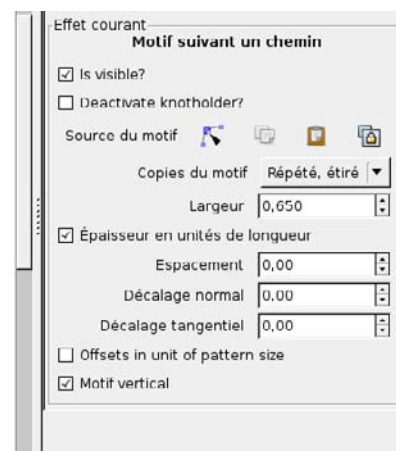 Effet courant
Motif suivant un chemin
Is visible?
Deactivate knotholder?
Source du motif
Copies du motif Répété, étiré
Largeur 0,650
Épaisseur en unités de longueur
Espacement 0,00
Décalage normal 0,00
Décalage tangentiel 0,00
Offsets in unit of pattern size
Motif vertical